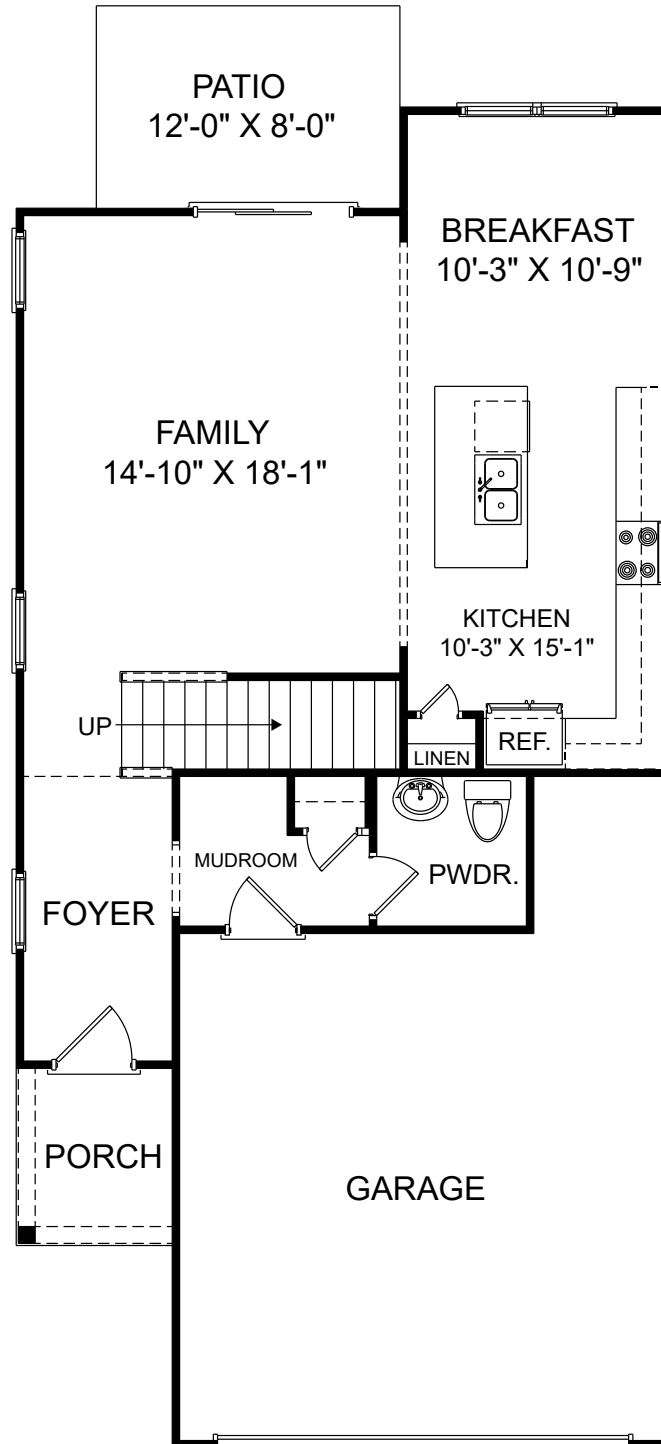 PATIO
12'-0" X 8'-0"
BREAKFAST
10'-3" X 10'-9"
FAMILY
14'-10" X 18'-1"
KITCHEN
10'-3" X 15'-1"
UP
LINEN
REF.
MUDROOM
PWDR.
FOYER
PORCH
GARAGE